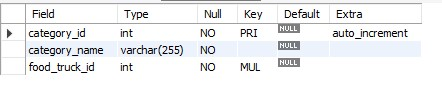 Field Type Null Key Default Extra
category_id int NO PRI NULL auto_increment
category_name varchar(255) NO NULL
food_truck_id int NO MUL NULL